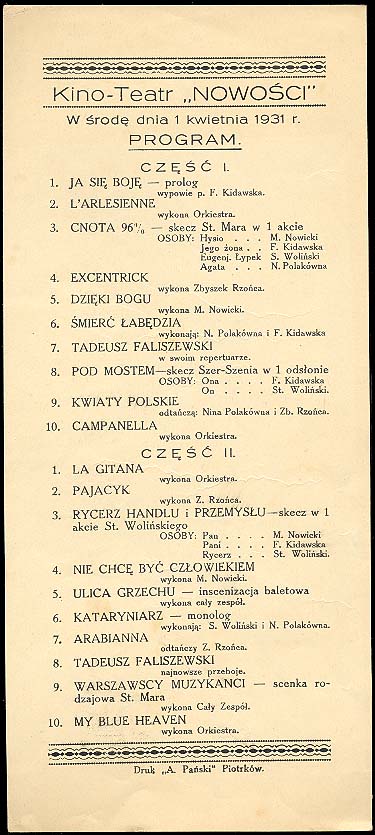 Kino-Teatr „NOWOŚCI”
W środę dnia 1 kwietnia 1931 r.
PROGRAM.
CZĘŚĆ I.
1. JA SIĘ BOJĘ — prolog
wypowie p. F. Kidawska.
2. L'ARLESIENNE
wykona Orkiestra.
3. CNOTA 96% — skecz St. Mara w 1 akcie
OSOBY: Hysio . . . M. Nowicki
Jego żona . . F. Kidawska
Eugenj. Łypek S. Woliński
Agata . . . N. Polakówna
4. EXCENTRICK
wykona Zbyszek Rzońca.
5. DZIĘKI BOGU
wykona M. Nowicki.
6. ŚMIERĆ ŁABĘDZIA
wykonają: N. Polakówna i F. Kidawska
7. TADEUSZ FALISZEWSKI
w swoim repertuarze.
8. POD MOSTEM—skecz Szer-Szenia w 1 odsłonie
OSOBY: Ona . . . . F. Kidawska
On . . . . St. Woliński.
9. KWIATY POLSKIE
odtańczą: Nina Polakówna i Zb. Rzońca.
10. CAMPANELLA
wykona Orkiestra.
CZĘŚĆ II.
1. LA GITANA
wykona Orkiestra.
2. PAJACYK
wykona Z. Rzońca.
3. RYCERZ HANDLU i PRZEMYSŁU—skecz w 1
akcie St. Wolińskiego
OSOBY: Pan . . . . M. Nowicki
Pani . . . . F. Kidawska
Rycerz . . . St. Woliński.
4. NIE CHCĘ BYĆ CZŁOWIEKIEM
wykona M. Nowicki.
5. ULICA GRZECHU — inscenizacja baletowa
wykona cały zespół.
6. KATARYNIARZ — monolog
wykonają: S. Woliński i N. Polakówna.
7. ARABIANNA
odtańczy Z. Rzońca.
8. TADEUSZ FALISZEWSKI
najnowsze przeboje.
9. WARSZAWSCY MUZYKANCI — scenka ro-
dzajowa St. Mara
wykona Cały Zespół.
10. MY BLUE HEAVEN
wykona Orkiestra.
Druk „A. Pański” Piotrków.